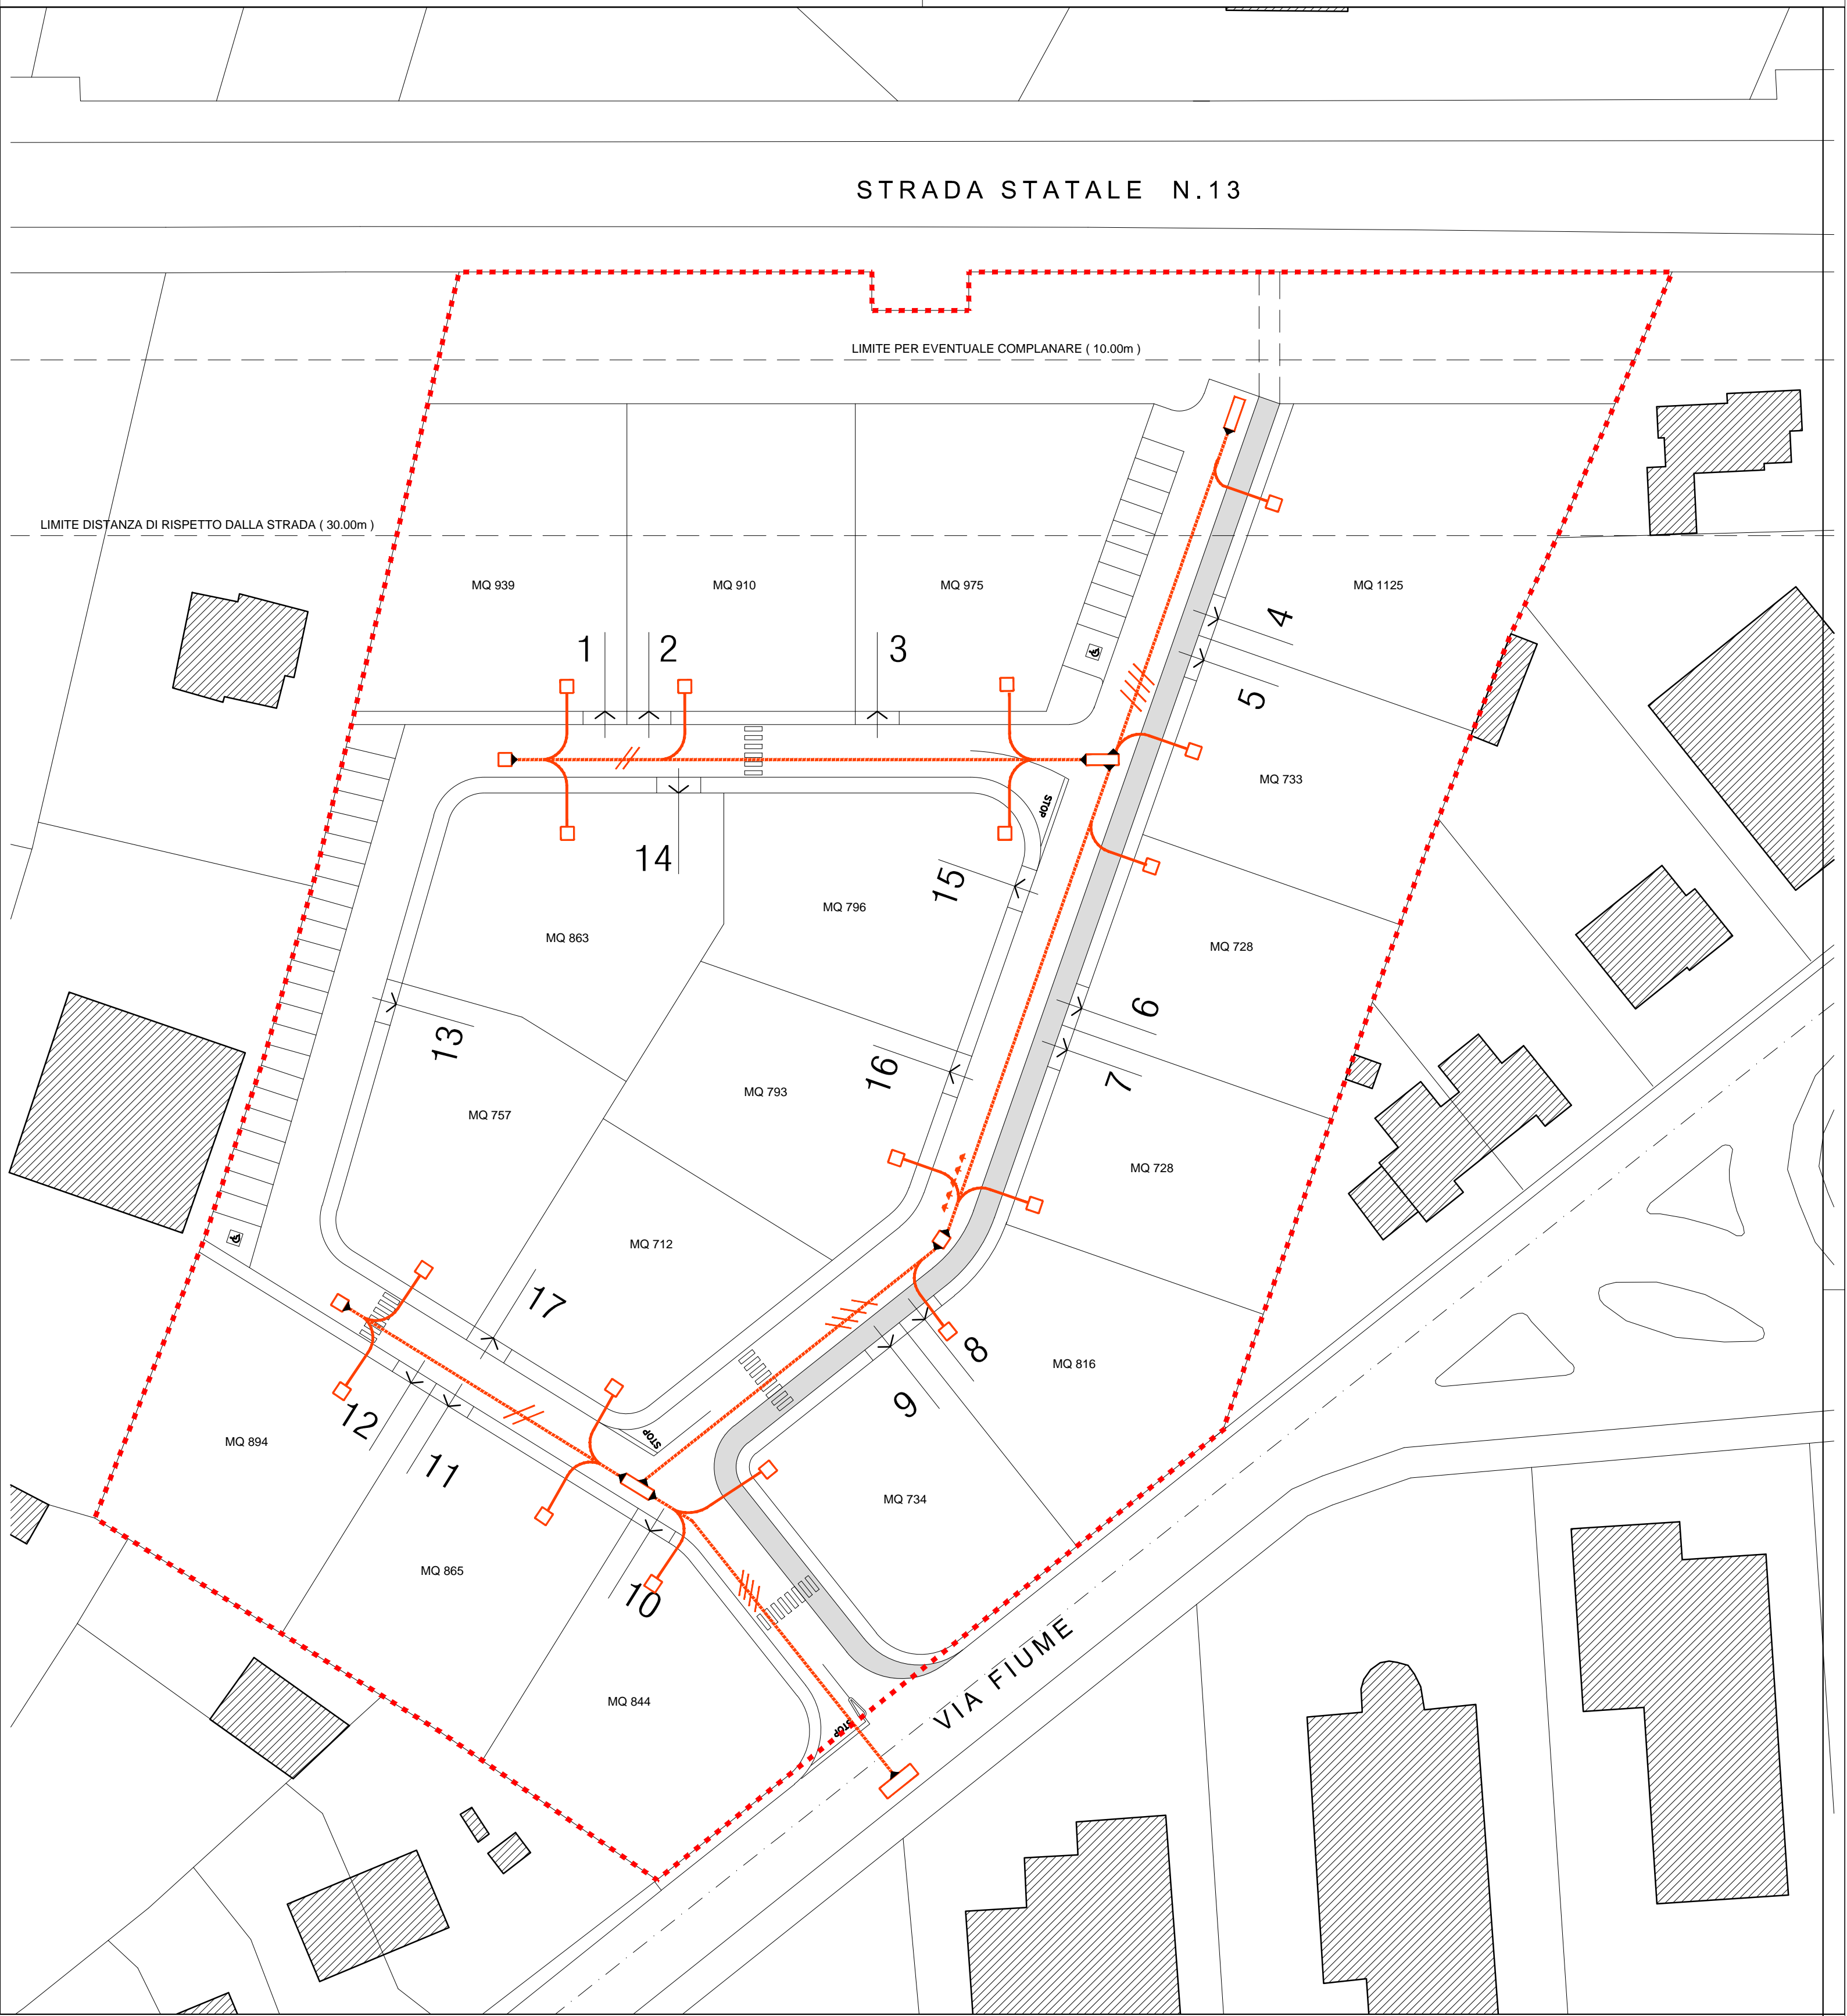 STRADA STATALE N.13
LIMITE PER EVENTUALE COMPLANARE ( 10.00m )
LIMITE DISTANZA DI RISPETTO DALLA STRADA ( 30.00m )
MQ 939
MQ 910
MQ 975
MQ 1125
1
2
3
4
5
MQ 733
STOP
14
15
MQ 796
MQ 863
MQ 728
6
13
16
7
MQ 793
MQ 757
MQ 728
MQ 712
17
8
MQ 816
9
12
MQ 894
11
STOP
MQ 734
MQ 865
10
VIA FIUME
MQ 844
STOP